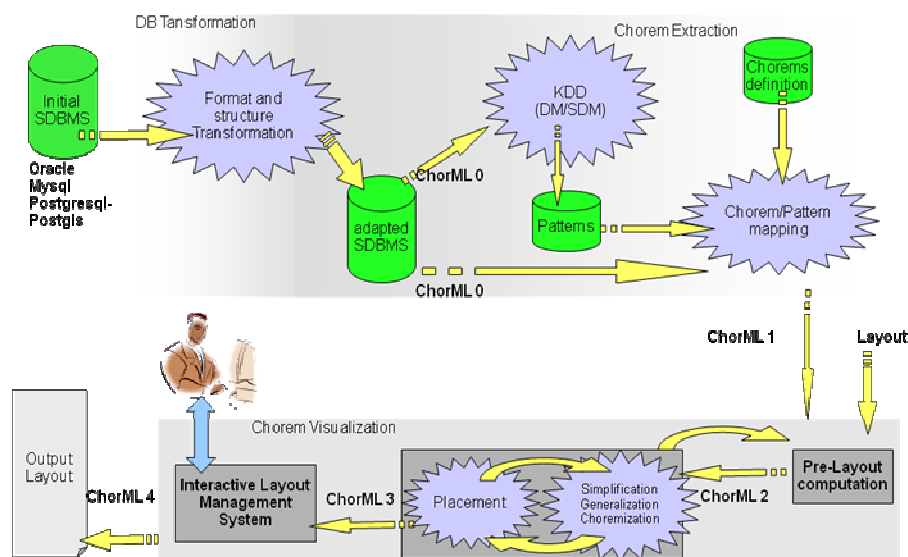 DB Tansformation
Chorem Extraction
Initial
SDBMS
Format and
structure
Transformation
KDD
(DM/SDM)
Chorems
definition
Oracle
Mysql
Postgresql-
Postgis
ChorML 0
adapted
SDBMS
Patterns
Chorem/Pattern
mapping
ChorML 0
ChorML 1
Layout
Chorem Visualization
Output
Layout
ChorML 4
Interactive Layout
Management
System
ChorML 3
Placement
Simplification
Generalization
Choremization
ChorML 2
Pre-Layout
computation